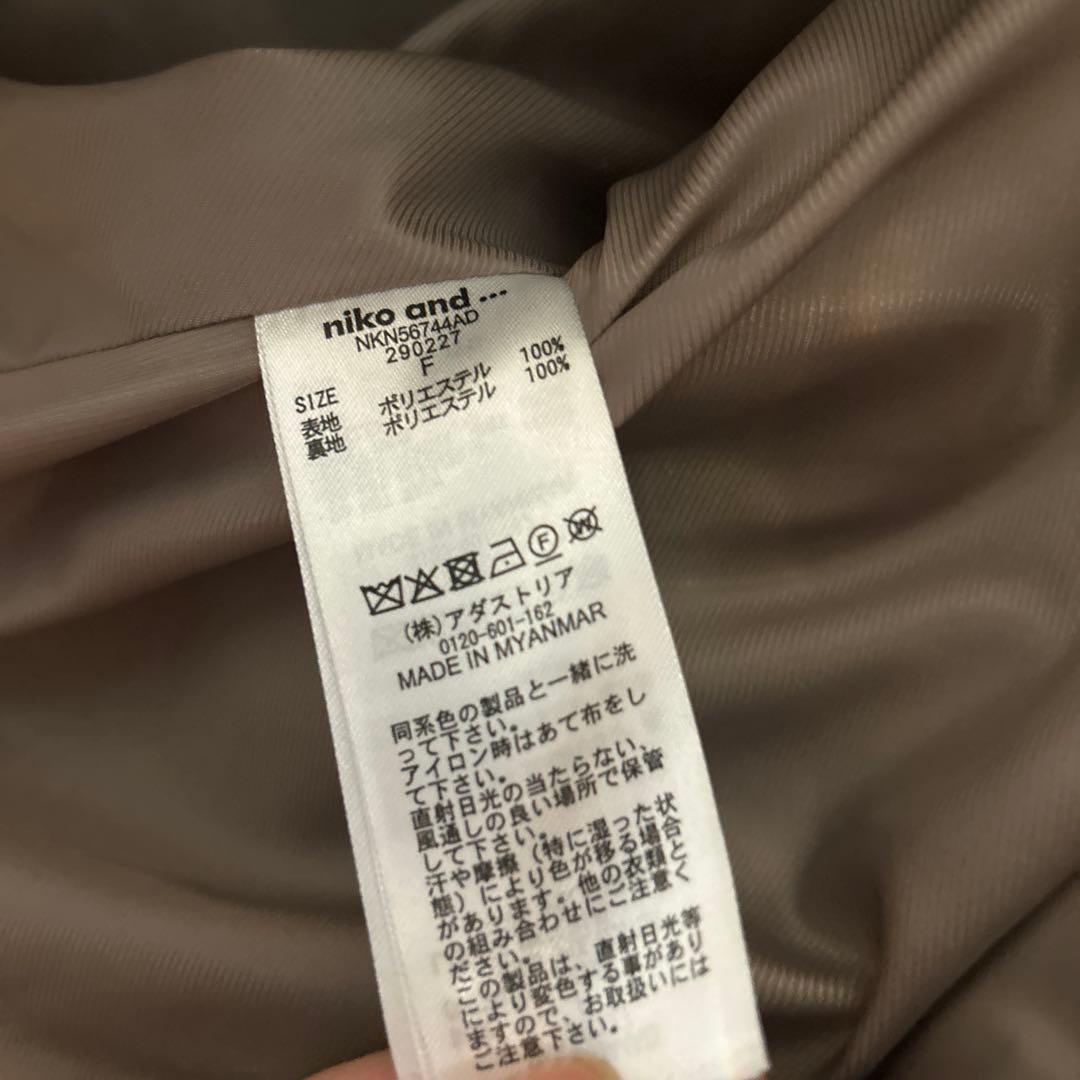 niko and ...
NKN56744AD
290227
SIZE F
表地 ポリエステル 100%
裏地 ポリエステル 100%
F W
(株)アダストリア
0120-601-162
MADE IN MYANMAR
同系色の製品と一緒に洗
って下さい。
アイロン時はあて布をし
て下さい。
直射日光の当たらない、
風通しの良い場所で保管
して下さい。
汗や摩擦(特に湿った状
態)により色が移る場合
があります。他の衣類と
の組み合わせにご注意く
ださい。
この製品は、直射日光等
により変色する事があり
ますので、お取扱いには
ご注意下さい。